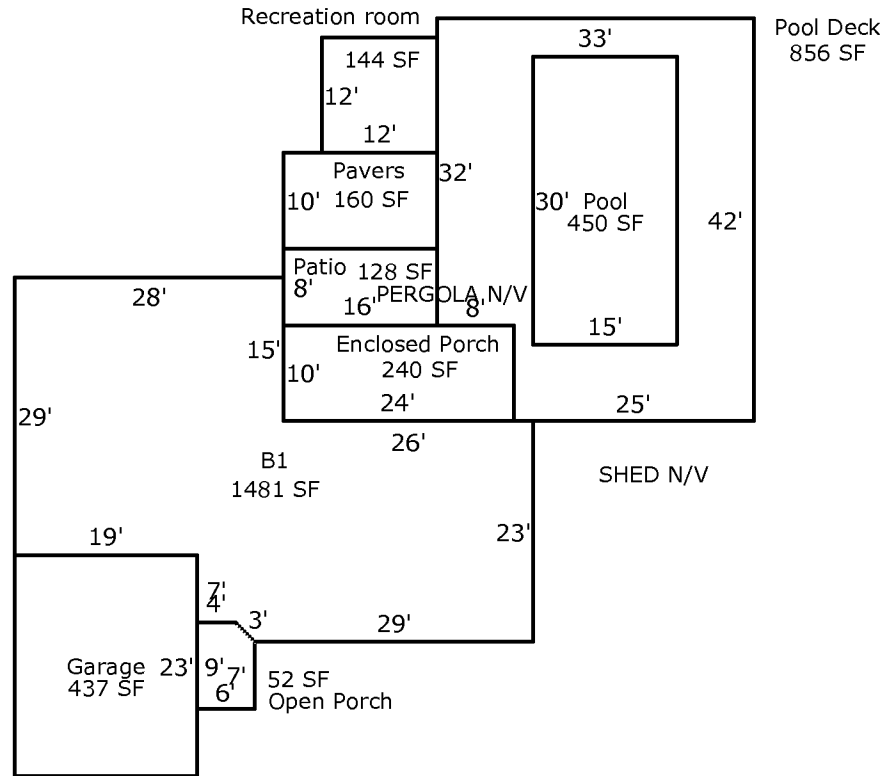 Recreation room
33'
Pool Deck
856 SF
144 SF
12'
12'
Pavers
160 SF
10'
32'
30'
Pool
450 SF
42'
Patio
128 SF
8'
16'
PERGOLA N/V
8'
28'
15'
Enclosed Porch
240 SF
10'
24'
15'
25'
29'
26'
B1
1481 SF
SHED N/V
23'
19'
7'
4'
3'
29'
Garage
437 SF
23'
9'
7'
6'
52 SF
Open Porch